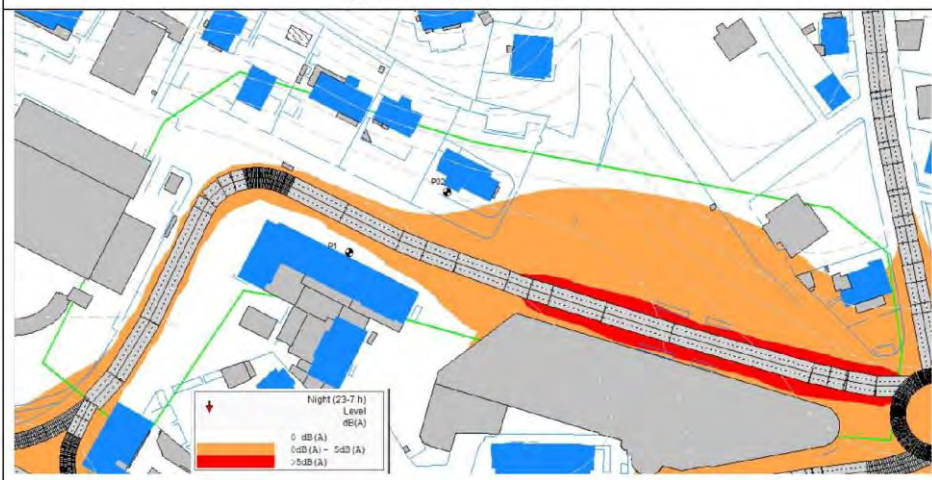 P02
P1
Night (23-7 h)
Level
dB(A)
0 dB(A)
0dB(A) - 5dB(A)
>5dB(A)